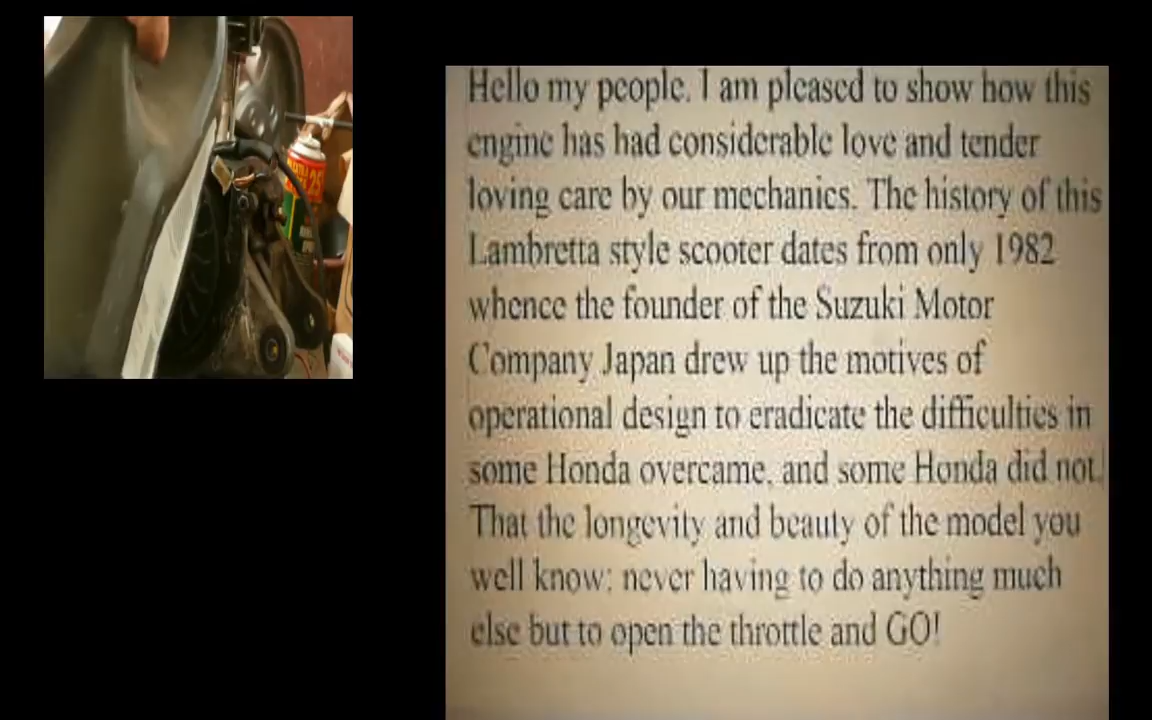 Hello my people. I am pleased to show how this
engine has had considerable love and tender
loving care by our mechanics. The history of this
Lambretta style scooter dates from only 1982
whence the founder of the Suzuki Motor
Company Japan drew up the motives of
operational design to eradicate the difficulties in
some Honda overcame, and some Honda did not.
That the longevity and beauty of the model you
well know; never having to do anything much
else but to open the throttle and GO!